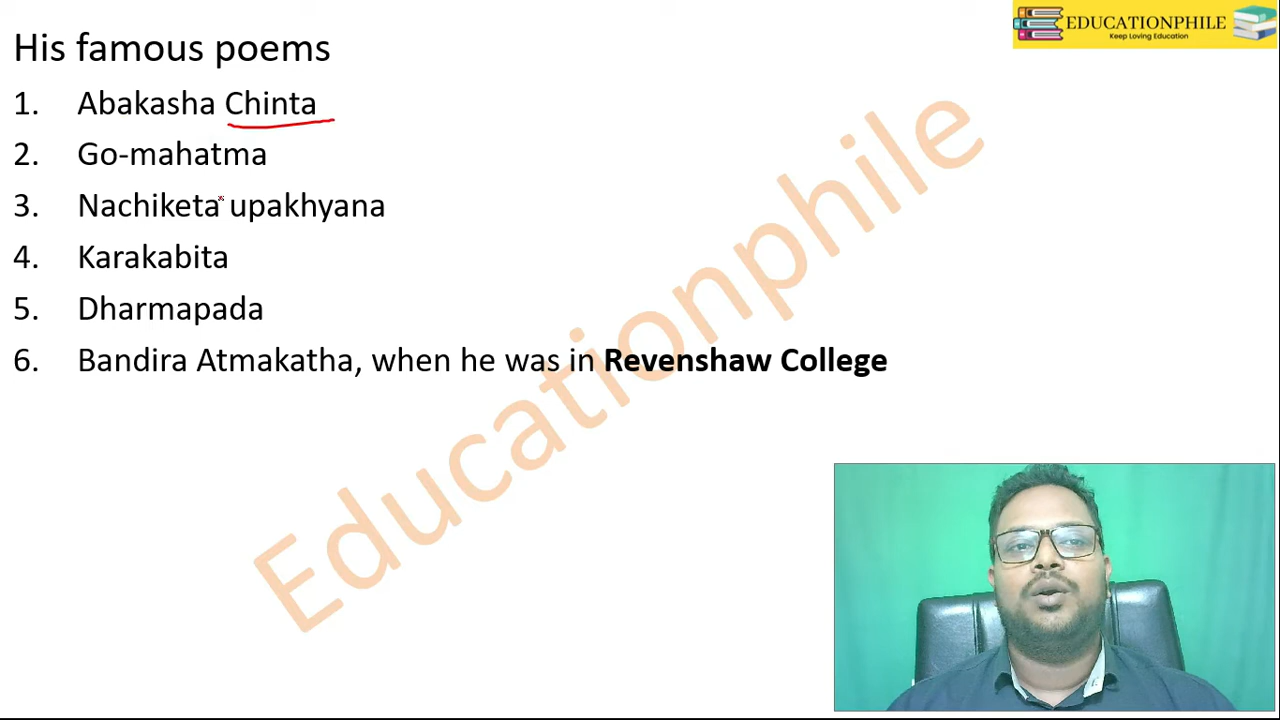 EDUCATIONPHILE
Keep Loving Education
His famous poems
1. Abakasha Chinta
2. Go-mahatma
3. Nachiketa upakhyana
4. Karakabita
5. Dharmapada
6. Bandira Atmakatha, when he was in Revenshaw College
Educationphile